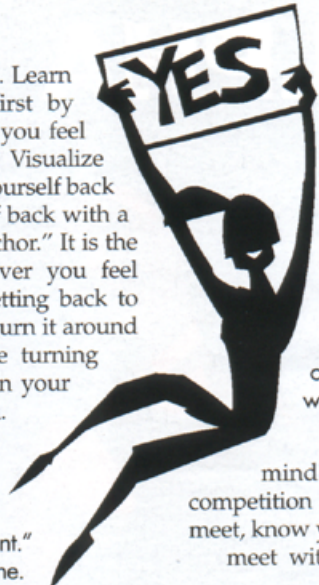 YES
. Learn
irst by
you feel
Visualize
ourself back
f back with a
chor." It is the
ver you feel
etting back to
urn it around
e turning
n your
.
nt."
ne.
w
mind
competition
meet, know y
meet wit